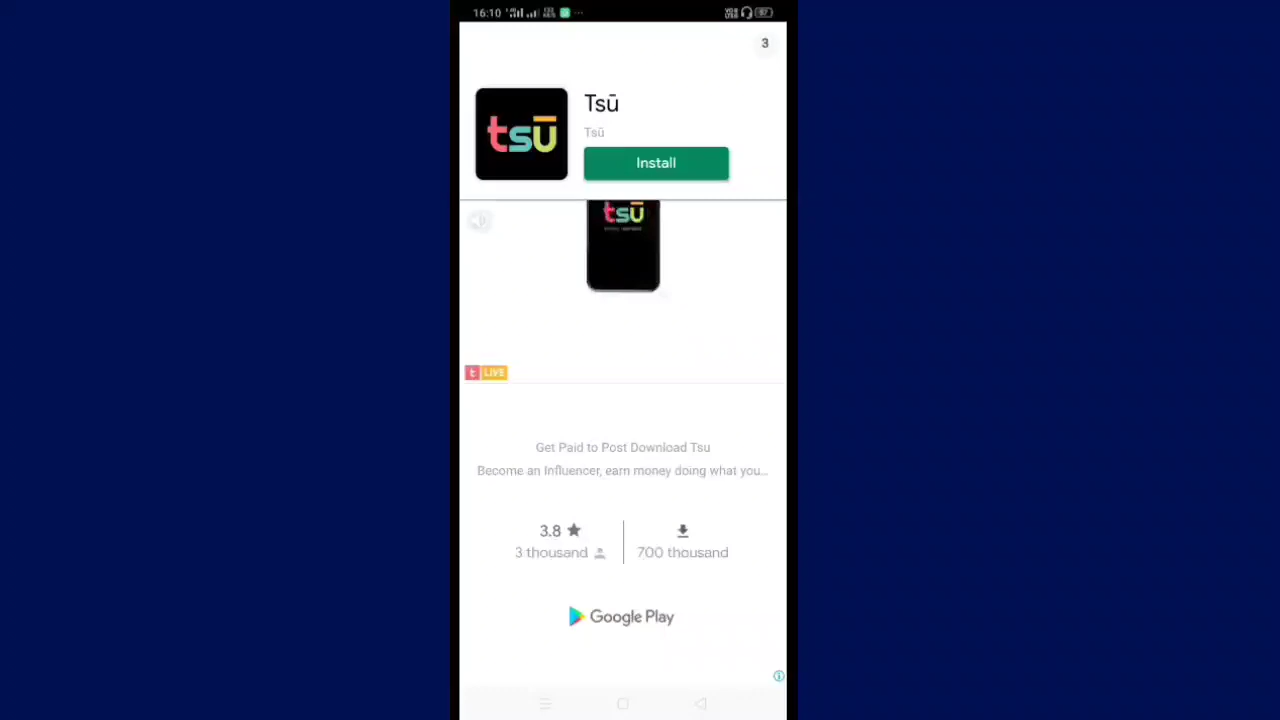 16:10
3
tsū
Tsū
Tsū
Install
tsū
t LIVE
Get Paid to Post Download Tsu
Become an Influencer, earn money doing what you...
3.8
3 thousand
700 thousand
Google Play